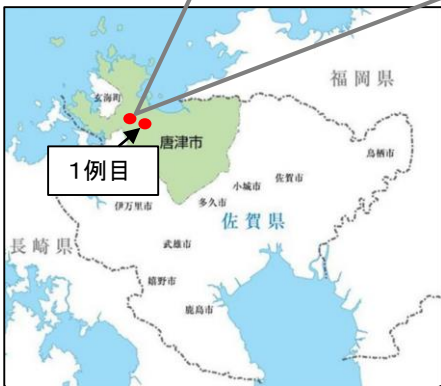 福岡県
玄海町
唐津市
鳥栖市
1例目
佐賀市
小城市
多久市
伊万里市
佐賀県
長崎県
武雄市
嬉野市
鹿島市